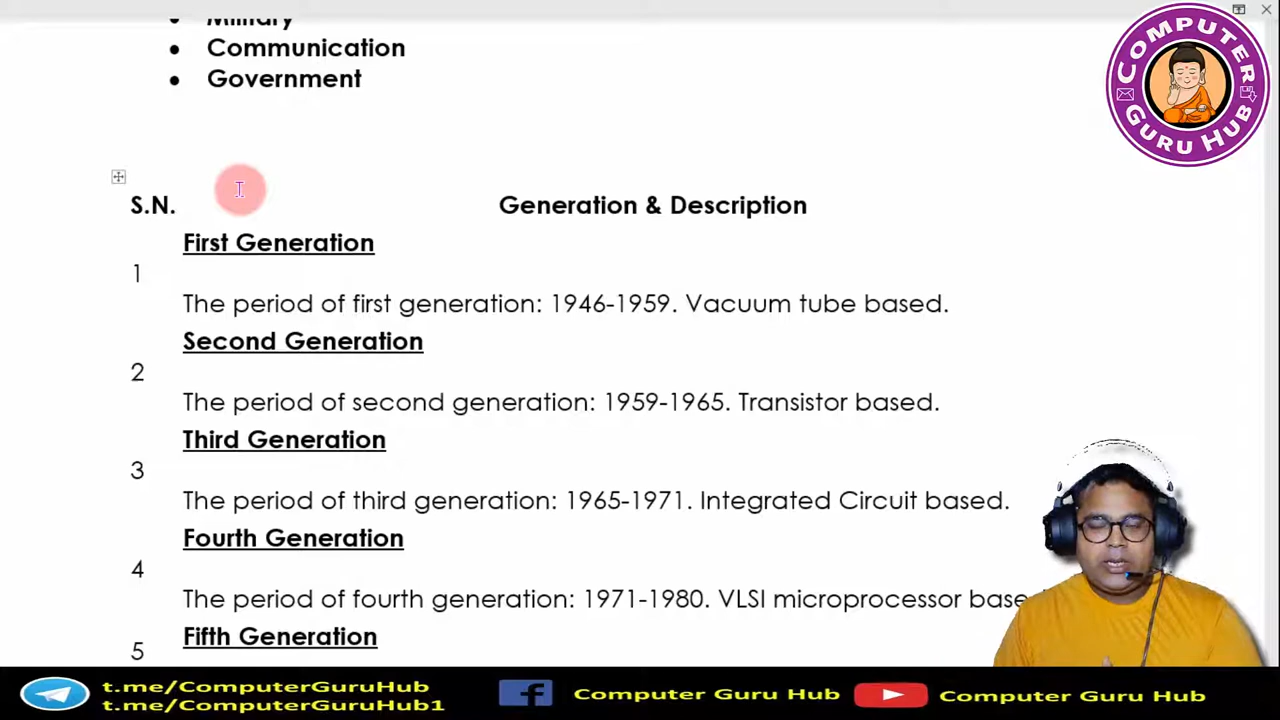 Military
COMPUTER
GURU HUB
• Communication
• Government
S.N. Generation & Description
First Generation
1
The period of first generation: 1946-1959. Vacuum tube based.
Second Generation
2
The period of second generation: 1959-1965. Transistor based.
Third Generation
3
The period of third generation: 1965-1971. Integrated Circuit based.
Fourth Generation
4
The period of fourth generation: 1971-1980. VLSI microprocessor base
Fifth Generation
5
t.me/ComputerGuruHub
t.me/ComputerGuruHub1
Computer Guru Hub
Computer Guru Hub